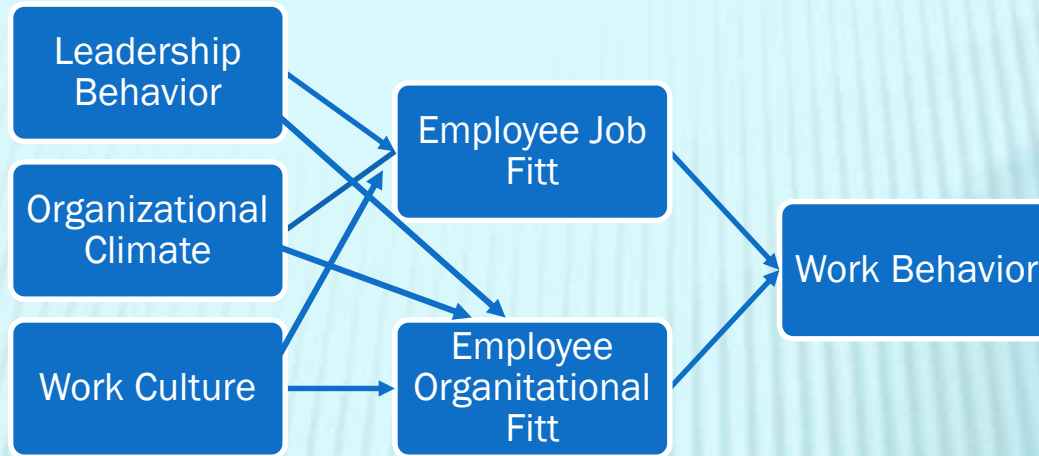 Leadership
Behavior
Organizational
Climate
Work Culture
Employee Job
Fitt
Employee
Organitational
Fitt
Work Behavior